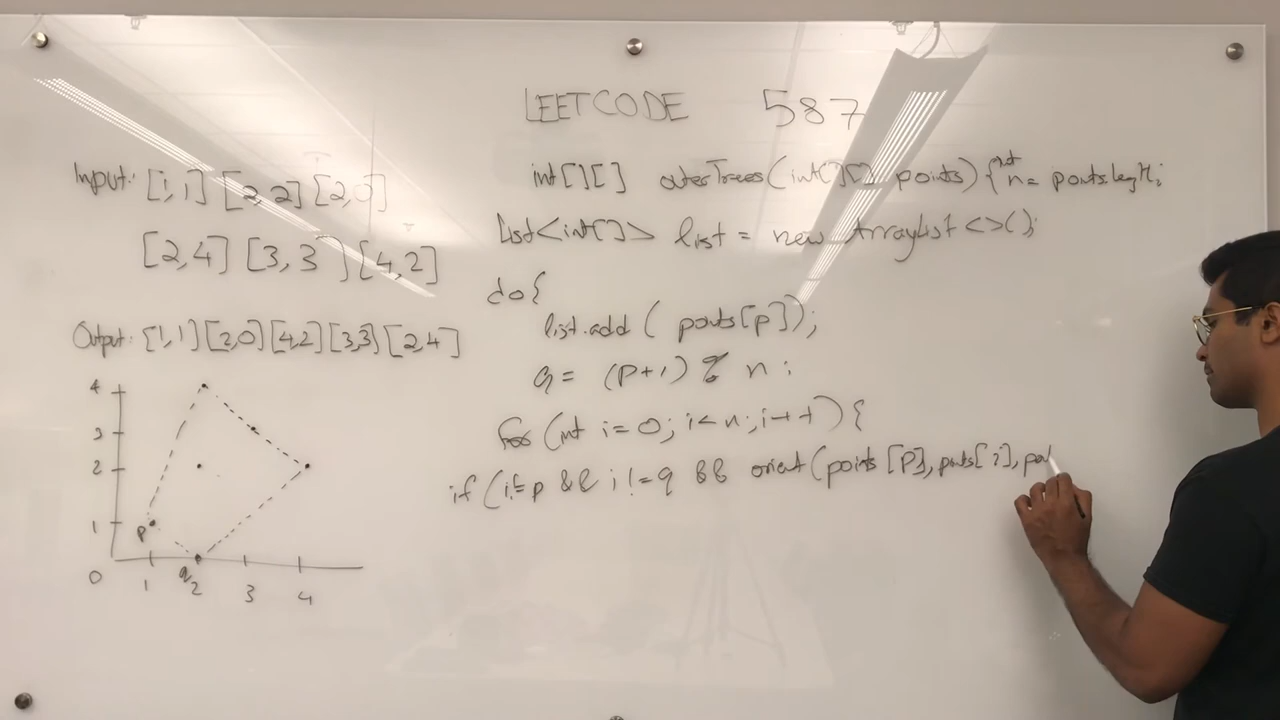 LEETCODE 587
Input: [1,1] [2,2] [2,0]
[2,4] [3,3] [4,2]
Output: [1,1] [2,0] [4,2] [3,3] [2,4]
4
3
2
1
0
1 2 3 4
p
q
int[][] outerTrees(int[][] points) { int n = points.length;
List<int[]> list = new ArrayList<>();
do{
list.add ( points[p]);
q = (p+1) % n ;
for (int i=0; i<n; i++) {
if (i!=p && i!=q && orient (points [p], points[i], poi